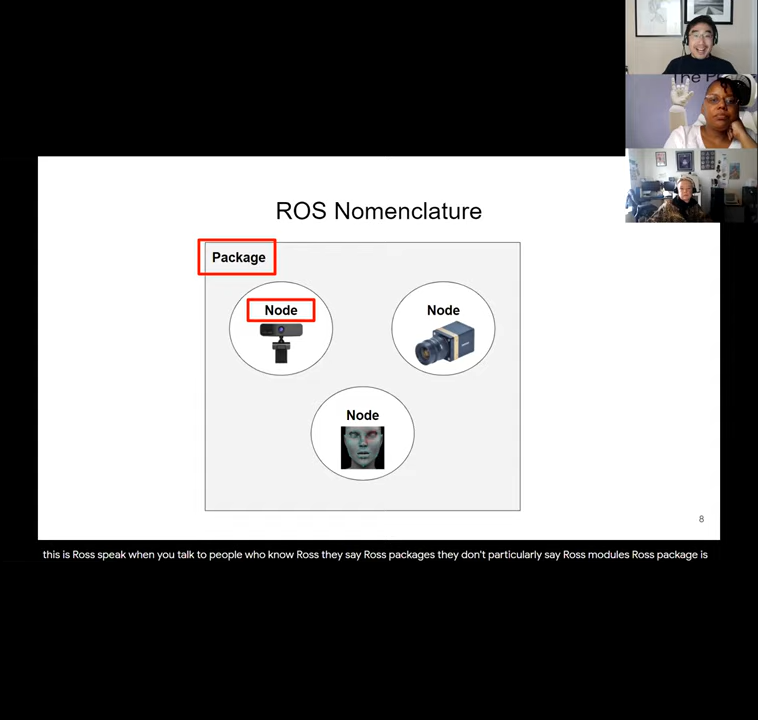 The P
ROS Nomenclature
Package
Node
Node
Node
8
this is Ross speak when you talk to people who know Ross they say Ross packages they don't particularly say Ross modules Ross package is